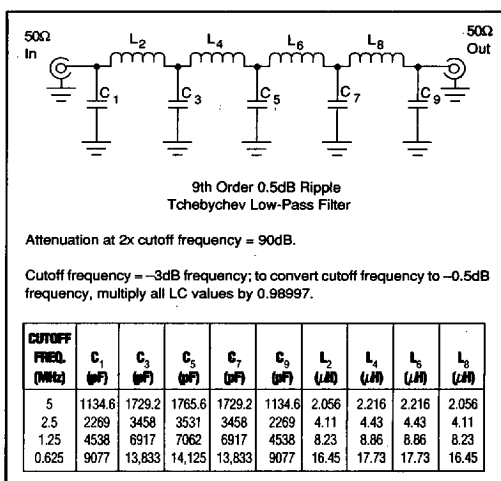 50Ω In
L2 L4 L6 L8
50Ω Out
C1 C3 C5 C7 C9
9th Order 0.5dB Ripple
Tchebychev Low-Pass Filter
Attenuation at 2x cutoff frequency = 90dB.
Cutoff frequency = –3dB frequency; to convert cutoff frequency to –0.5dB
frequency, multiply all LC values by 0.98997.
CUTOFF FREQ. (MHz) C1 (pF) C3 (pF) C5 (pF) C7 (pF) C9 (pF) L2 (μH) L4 (μH) L6 (μH) L8 (μH)
5 1134.6 1729.2 1765.6 1729.2 1134.6 2.056 2.216 2.216 2.056
2.5 2269 3458 3531 3458 2269 4.11 4.43 4.43 4.11
1.25 4538 6917 7062 6917 4538 8.23 8.86 8.86 8.23
0.625 9077 13,833 14,125 13,833 9077 16.45 17.73 17.73 16.45